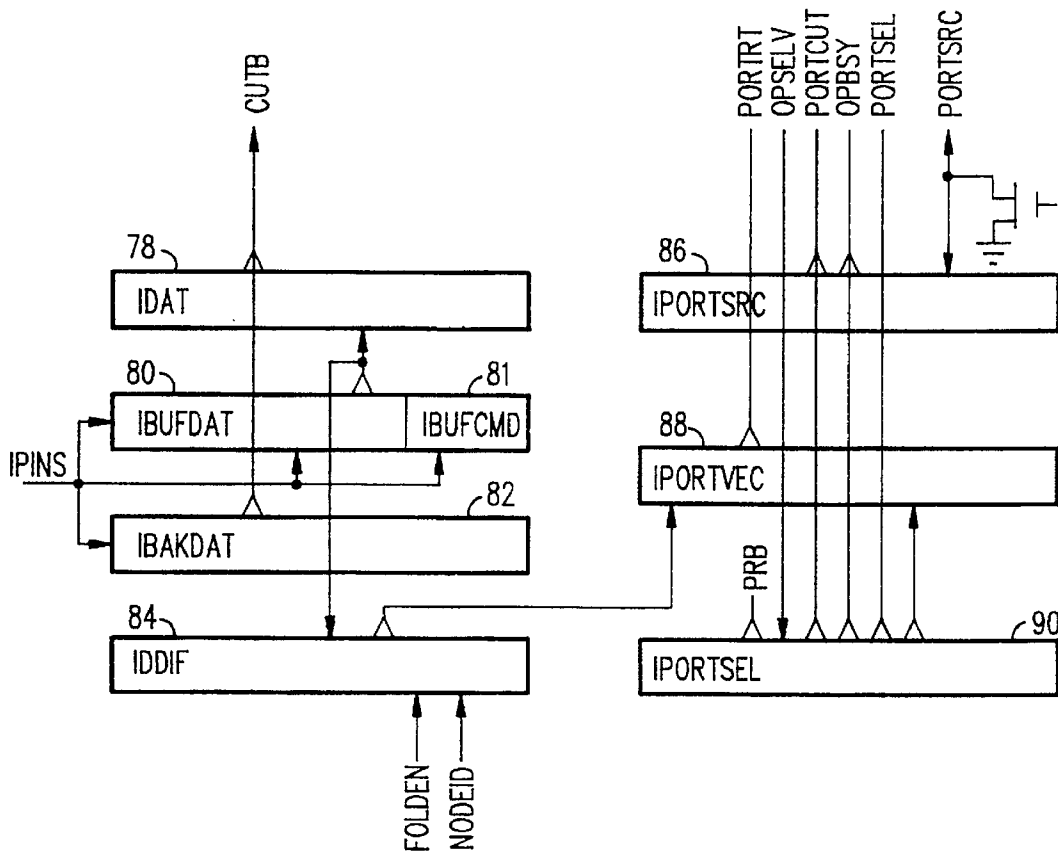 CUTB
PORTRT
OPSELV
PORTCUT
OPBSY
PORTSEL
PORTSRC
78
IDAT
86
IPORTSRC
80
81
IBUFDAT
IBUFCMD
88
IPORTVEC
IPINS
82
IBAKDAT
PRB
84
IDDIF
90
IPORTSEL
FOLDEN
NODEID